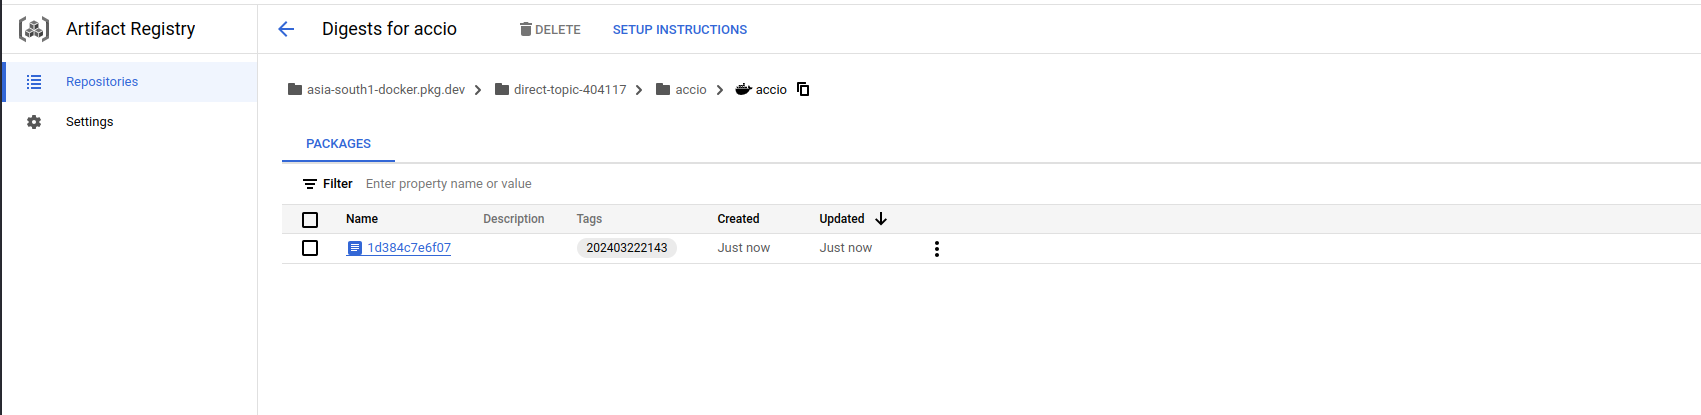 Artifact Registry
Digests for accio
DELETE
SETUP INSTRUCTIONS
Repositories
Settings
asia-south1-docker.pkg.dev > direct-topic-404117 > accio > accio
PACKAGES
Filter Enter property name or value
Name Description Tags Created Updated
1d384c7e6f07 202403222143 Just now Just now